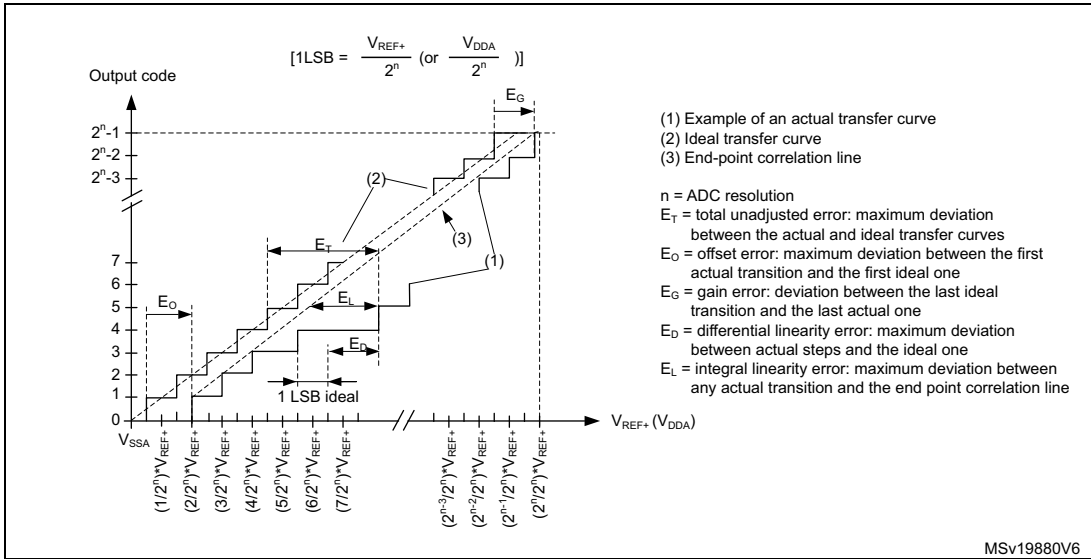 [1LSB = V_REF+ / 2^n (or V_DDA / 2^n )]
Output code
E_G
2^n-1
2^n-2
2^n-3
(2)
(3)
(1)
E_T
7
6
5
4
3
2
1
0
E_O
E_L
E_D
1 LSB ideal
V_SSA
V_REF+ (V_DDA)
(1/2^n)*V_REF+
(2/2^n)*V_REF+
(3/2^n)*V_REF+
(4/2^n)*V_REF+
(5/2^n)*V_REF+
(6/2^n)*V_REF+
(7/2^n)*V_REF+
(2^n-3/2^n)*V_REF+
(2^n-2/2^n)*V_REF+
(2^n-1/2^n)*V_REF+
(2^n/2^n)*V_REF+
(1) Example of an actual transfer curve
(2) Ideal transfer curve
(3) End-point correlation line
n = ADC resolution
E_T = total unadjusted error: maximum deviation
between the actual and ideal transfer curves
E_O = offset error: maximum deviation between the first
actual transition and the first ideal one
E_G = gain error: deviation between the last ideal
transition and the last actual one
E_D = differential linearity error: maximum deviation
between actual steps and the ideal one
E_L = integral linearity error: maximum deviation between
any actual transition and the end point correlation line
MSv19880V6